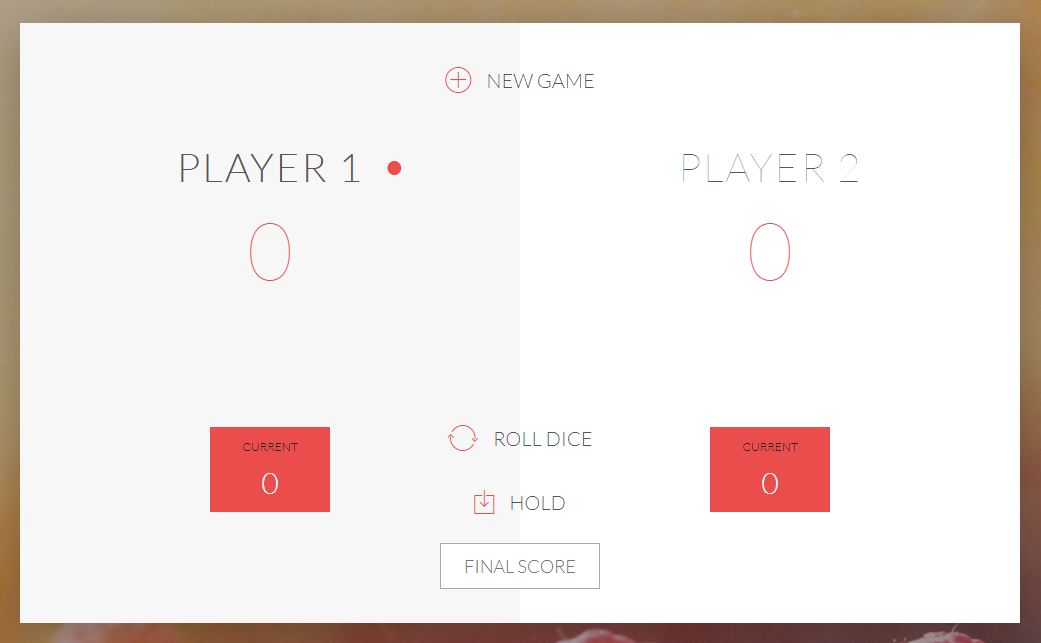 NEW GAME
PLAYER 1
PLAYER 2
0
0
CURRENT
0
ROLL DICE
HOLD
CURRENT
0
FINAL SCORE